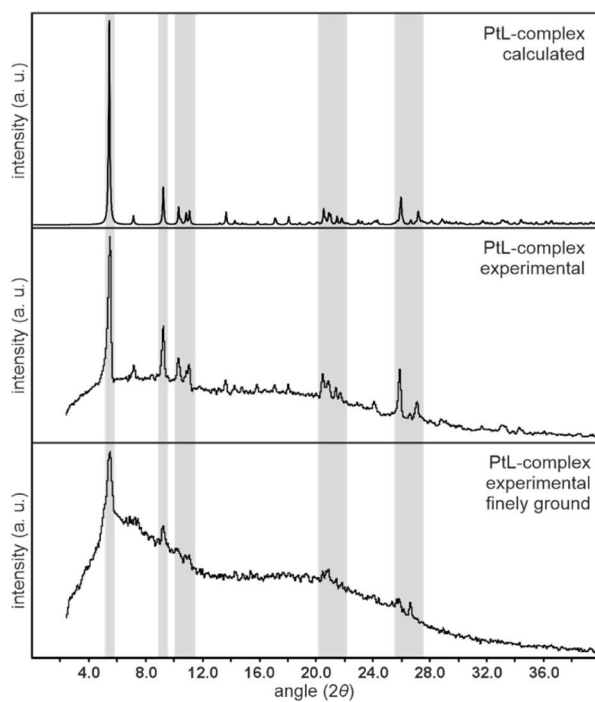 PtL-complex
calculated
intensity (a. u.)
PtL-complex
experimental
intensity (a. u.)
PtL-complex
experimental
finely ground
intensity (a. u.)
4.0 8.0 12.0 16.0 20.0 24.0 28.0 32.0 36.0
angle (2θ)